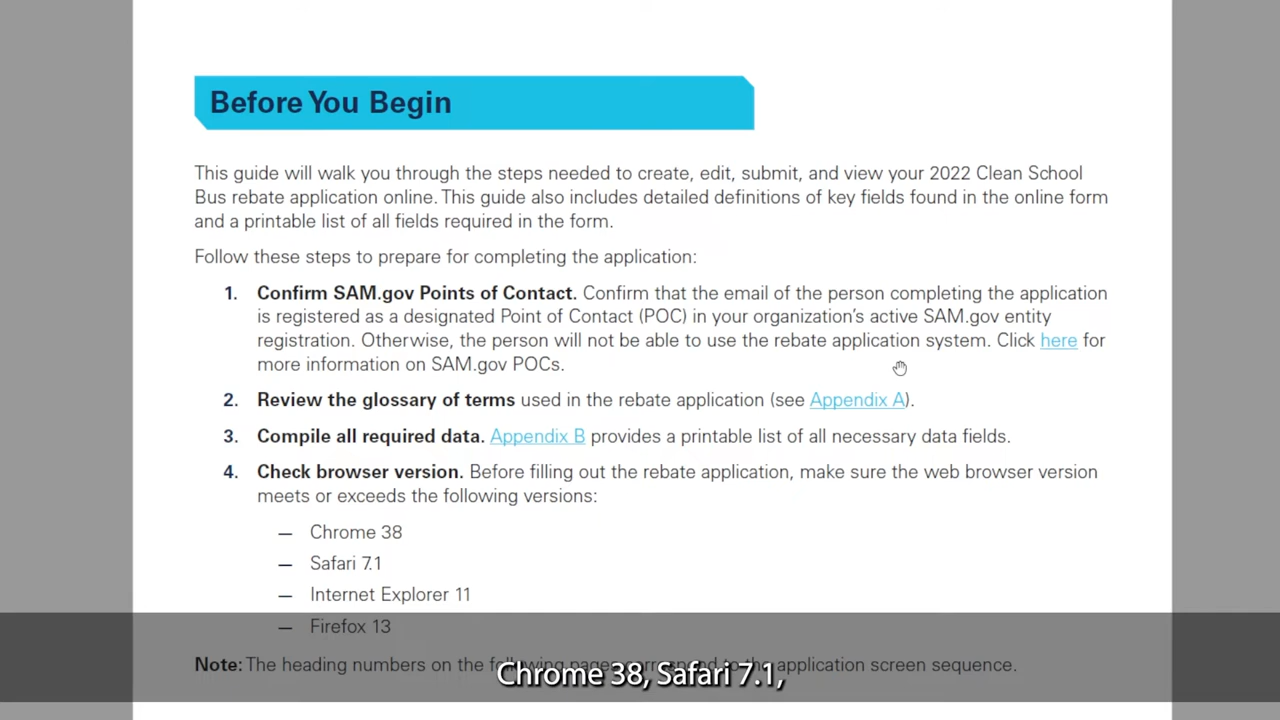 Before You Begin
This guide will walk you through the steps needed to create, edit, submit, and view your 2022 Clean School
Bus rebate application online. This guide also includes detailed definitions of key fields found in the online form
and a printable list of all fields required in the form.
Follow these steps to prepare for completing the application:
1. Confirm SAM.gov Points of Contact. Confirm that the email of the person completing the application
is registered as a designated Point of Contact (POC) in your organization's active SAM.gov entity
registration. Otherwise, the person will not be able to use the rebate application system. Click here for
more information on SAM.gov POCs.
2. Review the glossary of terms used in the rebate application (see Appendix A).
3. Compile all required data. Appendix B provides a printable list of all necessary data fields.
4. Check browser version. Before filling out the rebate application, make sure the web browser version
meets or exceeds the following versions:
— Chrome 38
— Safari 7.1
— Internet Explorer 11
— Firefox 13
Note: The heading numbers on the following pages correspond to the application screen sequence.
Chrome 38, Safari 7.1,